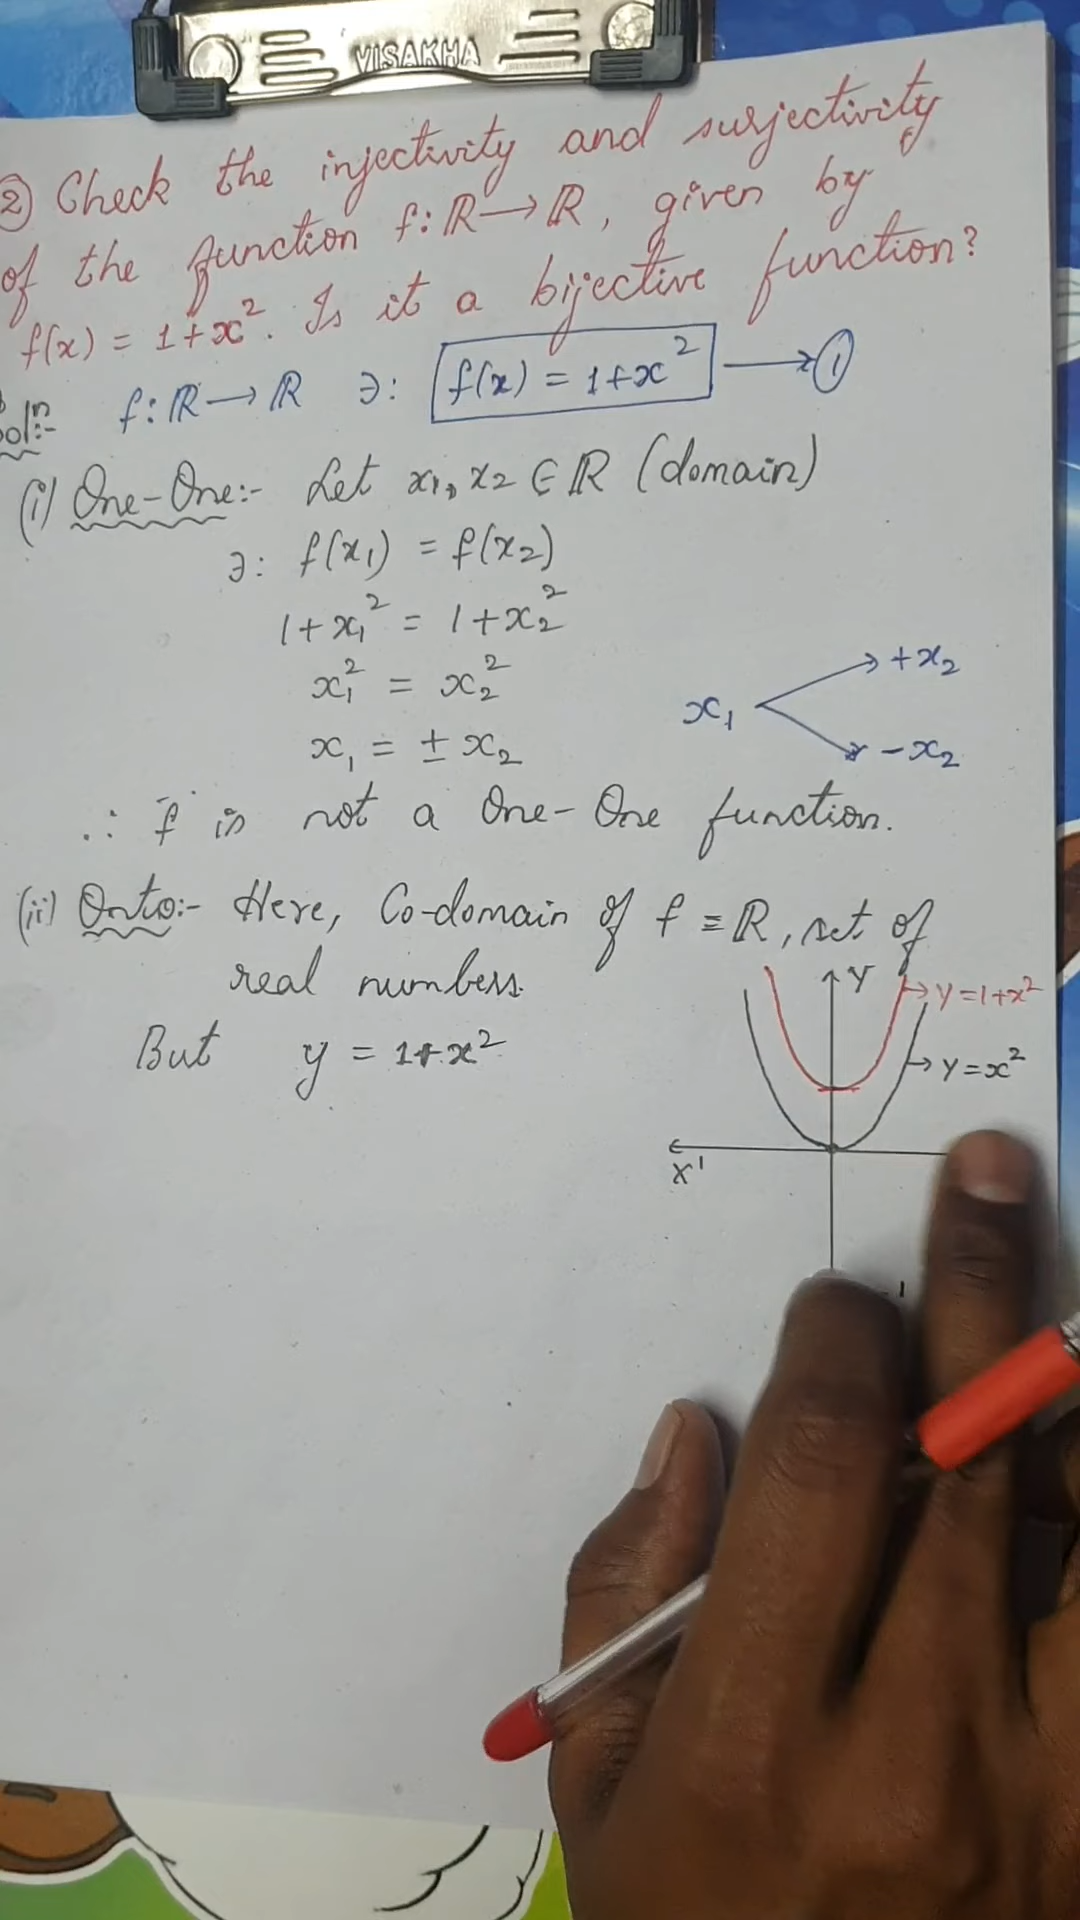 VISAKHA
2) Check the injectivity and surjectivity
of the function f: ℝ→ℝ, given by
f(x) = 1+x². Is it a bijective function?
Solⁿ:- f: ℝ→ℝ ∋: f(x) = 1+x² → ①
(i) One-One:- Let x₁, x₂ ∈ ℝ (domain)
∋: f(x₁) = f(x₂)
1+x₁² = 1+x₂²
x₁² = x₂²
x₁ = ± x₂
x₁ +x₂ -x₂
∴ f is not a One-One function.
(ii) Onto:- Here, Co-domain of f = ℝ, set of
real numbers.
But y = 1+x²
Y
y=1+x²
y=x²
X'